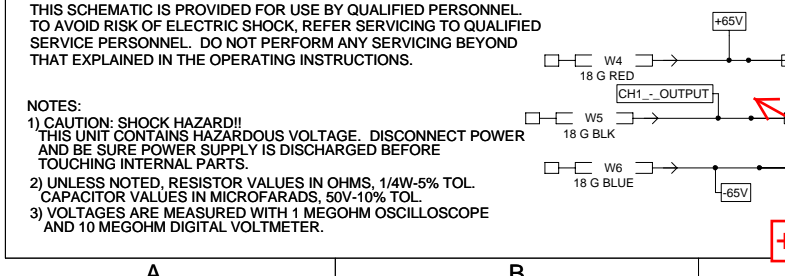 THIS SCHEMATIC IS PROVIDED FOR USE BY QUALIFIED PERSONNEL.
TO AVOID RISK OF ELECTRIC SHOCK, REFER SERVICING TO QUALIFIED
SERVICE PERSONNEL. DO NOT PERFORM ANY SERVICING BEYOND
THAT EXPLAINED IN THE OPERATING INSTRUCTIONS.
NOTES:
1) CAUTION: SHOCK HAZARD!!
THIS UNIT CONTAINS HAZARDOUS VOLTAGE. DISCONNECT POWER
AND BE SURE POWER SUPPLY IS DISCHARGED BEFORE
TOUCHING INTERNAL PARTS.
2) UNLESS NOTED, RESISTOR VALUES IN OHMS, 1/4W-5% TOL.
CAPACITOR VALUES IN MICROFARADS, 50V-10% TOL.
3) VOLTAGES ARE MEASURED WITH 1 MEGOHM OSCILLOSCOPE
AND 10 MEGOHM DIGITAL VOLTMETER.
+65V
W4
18 G RED
CH1_-_OUTPUT
W5
18 G BLK
W6
18 G BLUE
-65V
A
B